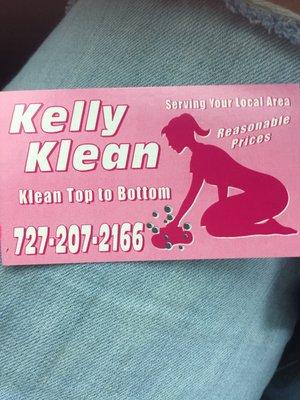 Kelly
Klean
Serving Your Local Area
Reasonable
Prices
Klean Top to Bottom
727-207-2166